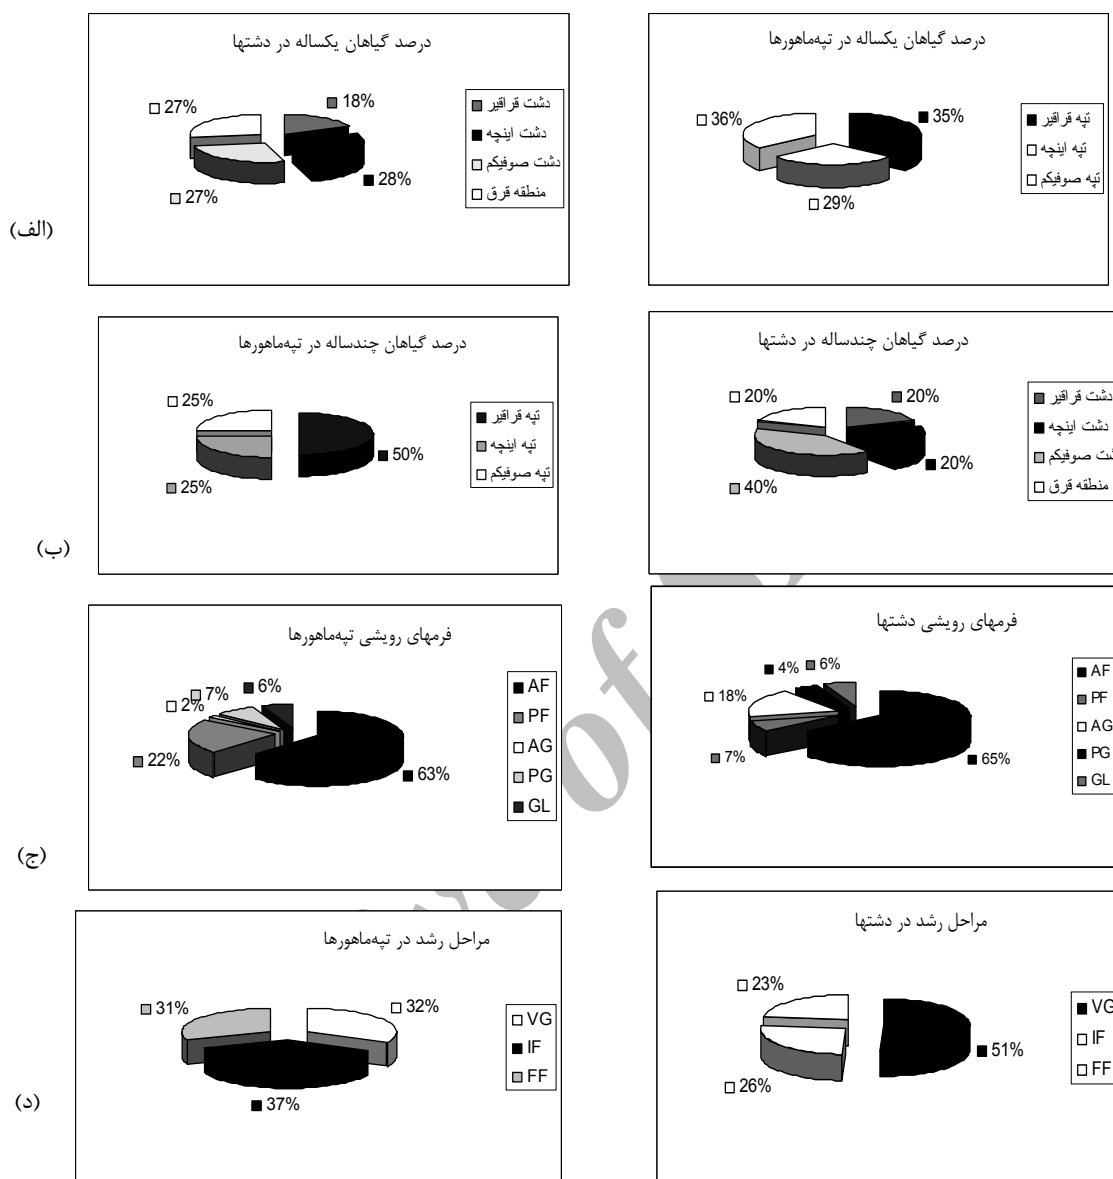 درصد گیاهان یکساله در تپه‌ماهورها
36%
35%
29%
تپه قراقیر
تپه اینچه
تپه صوفیکم
درصد گیاهان یکساله در دشتها
27%
18%
27%
28%
دشت قراقیر
دشت اینچه
دشت صوفیکم
منطقه قرق
(الف)
درصد گیاهان چندساله در دشتها
20%
20%
40%
20%
دشت قراقیر
دشت اینچه
دشت صوفیکم
منطقه قرق
درصد گیاهان چندساله در تپه‌ماهورها
25%
50%
25%
تپه قراقیر
تپه اینچه
تپه صوفیکم
(ب)
فرمهای رویشی دشتها
4%
6%
18%
7%
65%
AF
PF
AG
PG
GL
فرمهای رویشی تپه‌ماهورها
7%
6%
2%
22%
63%
AF
PF
AG
PG
GL
(ج)
مراحل رشد در دشتها
23%
51%
26%
VG
IF
FF
مراحل رشد در تپه‌ماهورها
31%
32%
37%
VG
IF
FF
(د)
of